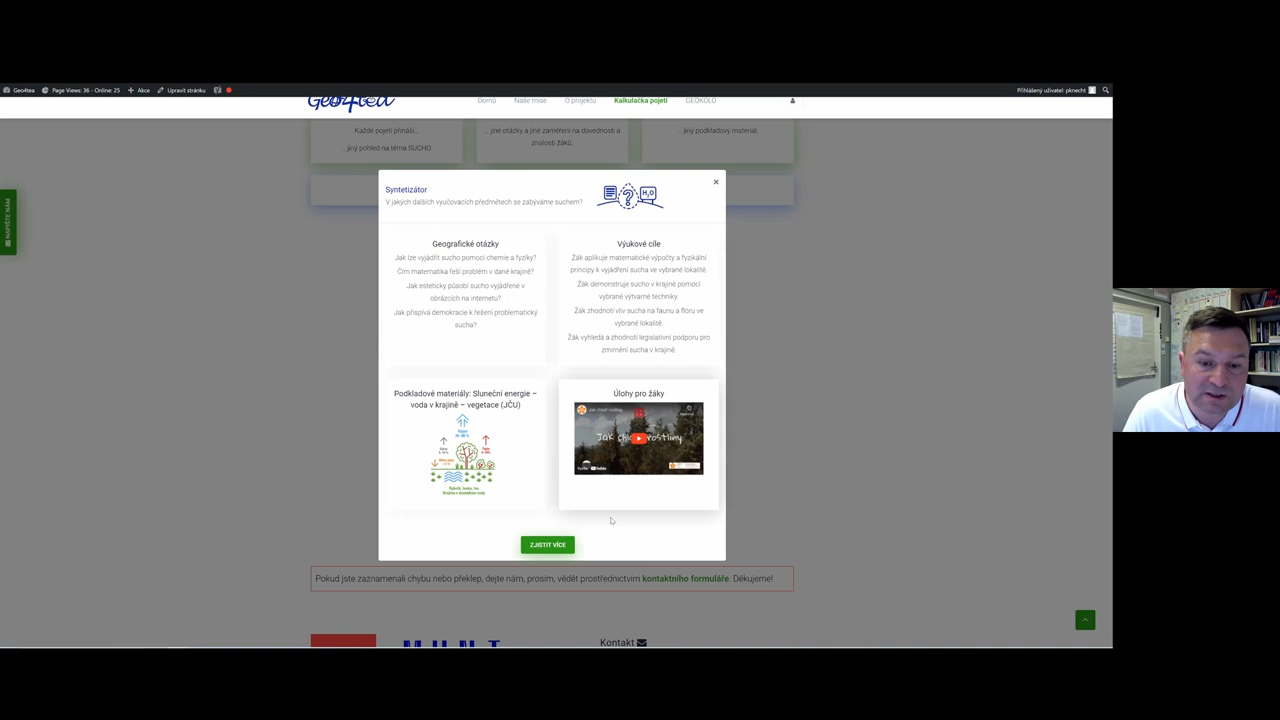 Geo4tea Page Views: 36 - Online: 25 Akce Upravit stránku
Přihlášený uživatel: pknecht
Geo4tea
Domů Naše mise O projektu Kalkulačka pojetí GEOKOLO
Každé pojetí přináší...
... jiný pohled na téma SUCHO.
... jiné otázky a jiné zaměření na dovednosti a
znalosti žáků.
... jiný podkladový materiál.
NAPIŠTE NÁM
Syntetizátor
V jakých dalších vyučovacích předmětech se zabýváme suchem?
H₂O
×
Geografické otázky
Jak lze vyjádřit sucho pomocí chemie a fyziky?
Čím matematika řeší problém v dané krajině?
Jak esteticky působí sucho vyjádřené v
obrázcích na internetu?
Jak přispívá demokracie k řešení problematický
sucha?
Výukové cíle
Žák aplikuje matematické výpočty a fyzikální
principy k vyjádření sucha ve vybrané lokalitě.
Žák demonstruje sucho v krajině pomocí
vybrané výtvarné techniky.
Žák zhodnotí vliv sucha na faunu a flóru ve
vybrané lokalitě.
Žák vyhledá a zhodnotí legislativní podporu pro
zmírnění sucha v krajině.
Podkladové materiály: Sluneční energie –
voda v krajině – vegetace (JČU)
Úlohy pro žáky
YouTube
ZJISTIT VÍCE
Pokud jste zaznamenali chybu nebo překlep, dejte nám, prosím, vědět prostřednictvím kontaktního formuláře. Děkujeme!
Kontakt